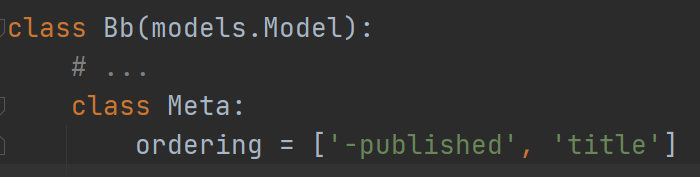 class Bb(models.Model):
    # ...
    class Meta:
        ordering = ['-published', 'title']